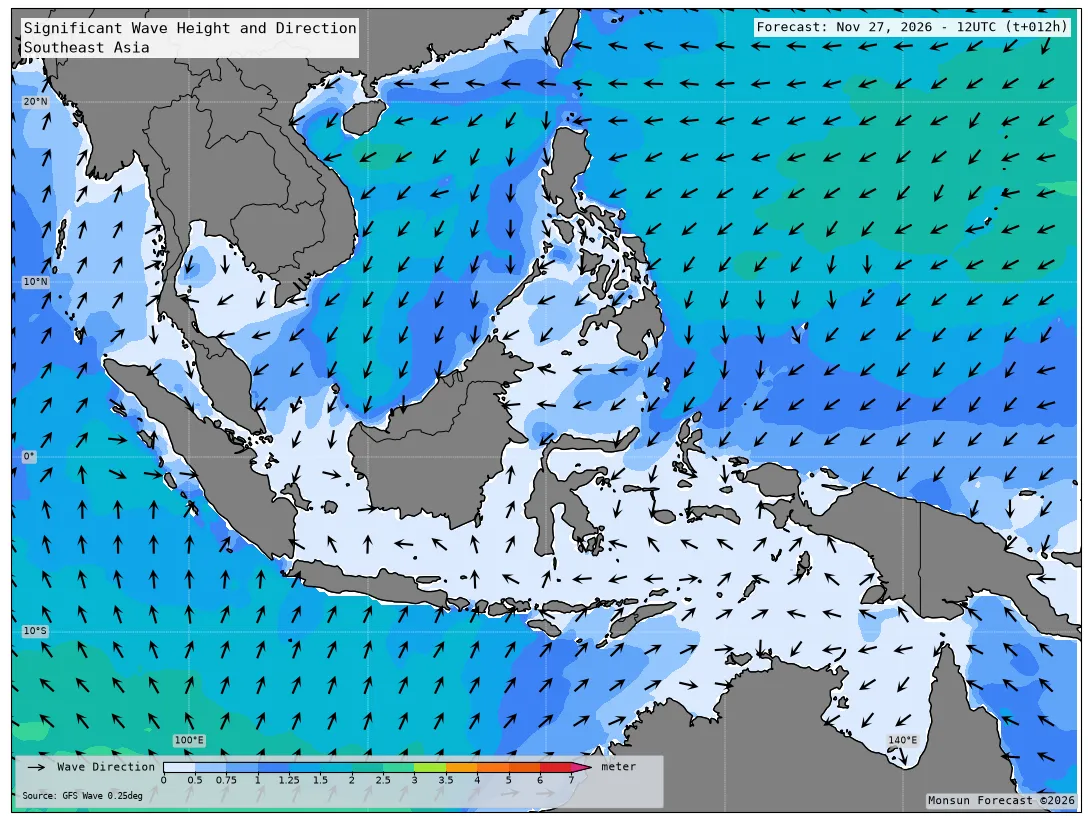 Significant Wave Height and Direction
Southeast Asia
Forecast: Nov 27, 2026 - 12UTC (t+012h)
20°N
10°N
0°
10°S
100°E
140°E
Wave Direction
meter
0 0.5 0.75 1 1.25 1.5 2 2.5 3 3.5 4 5 6 7
Source: GFS Wave 0.25deg
Monsun Forecast ©2026